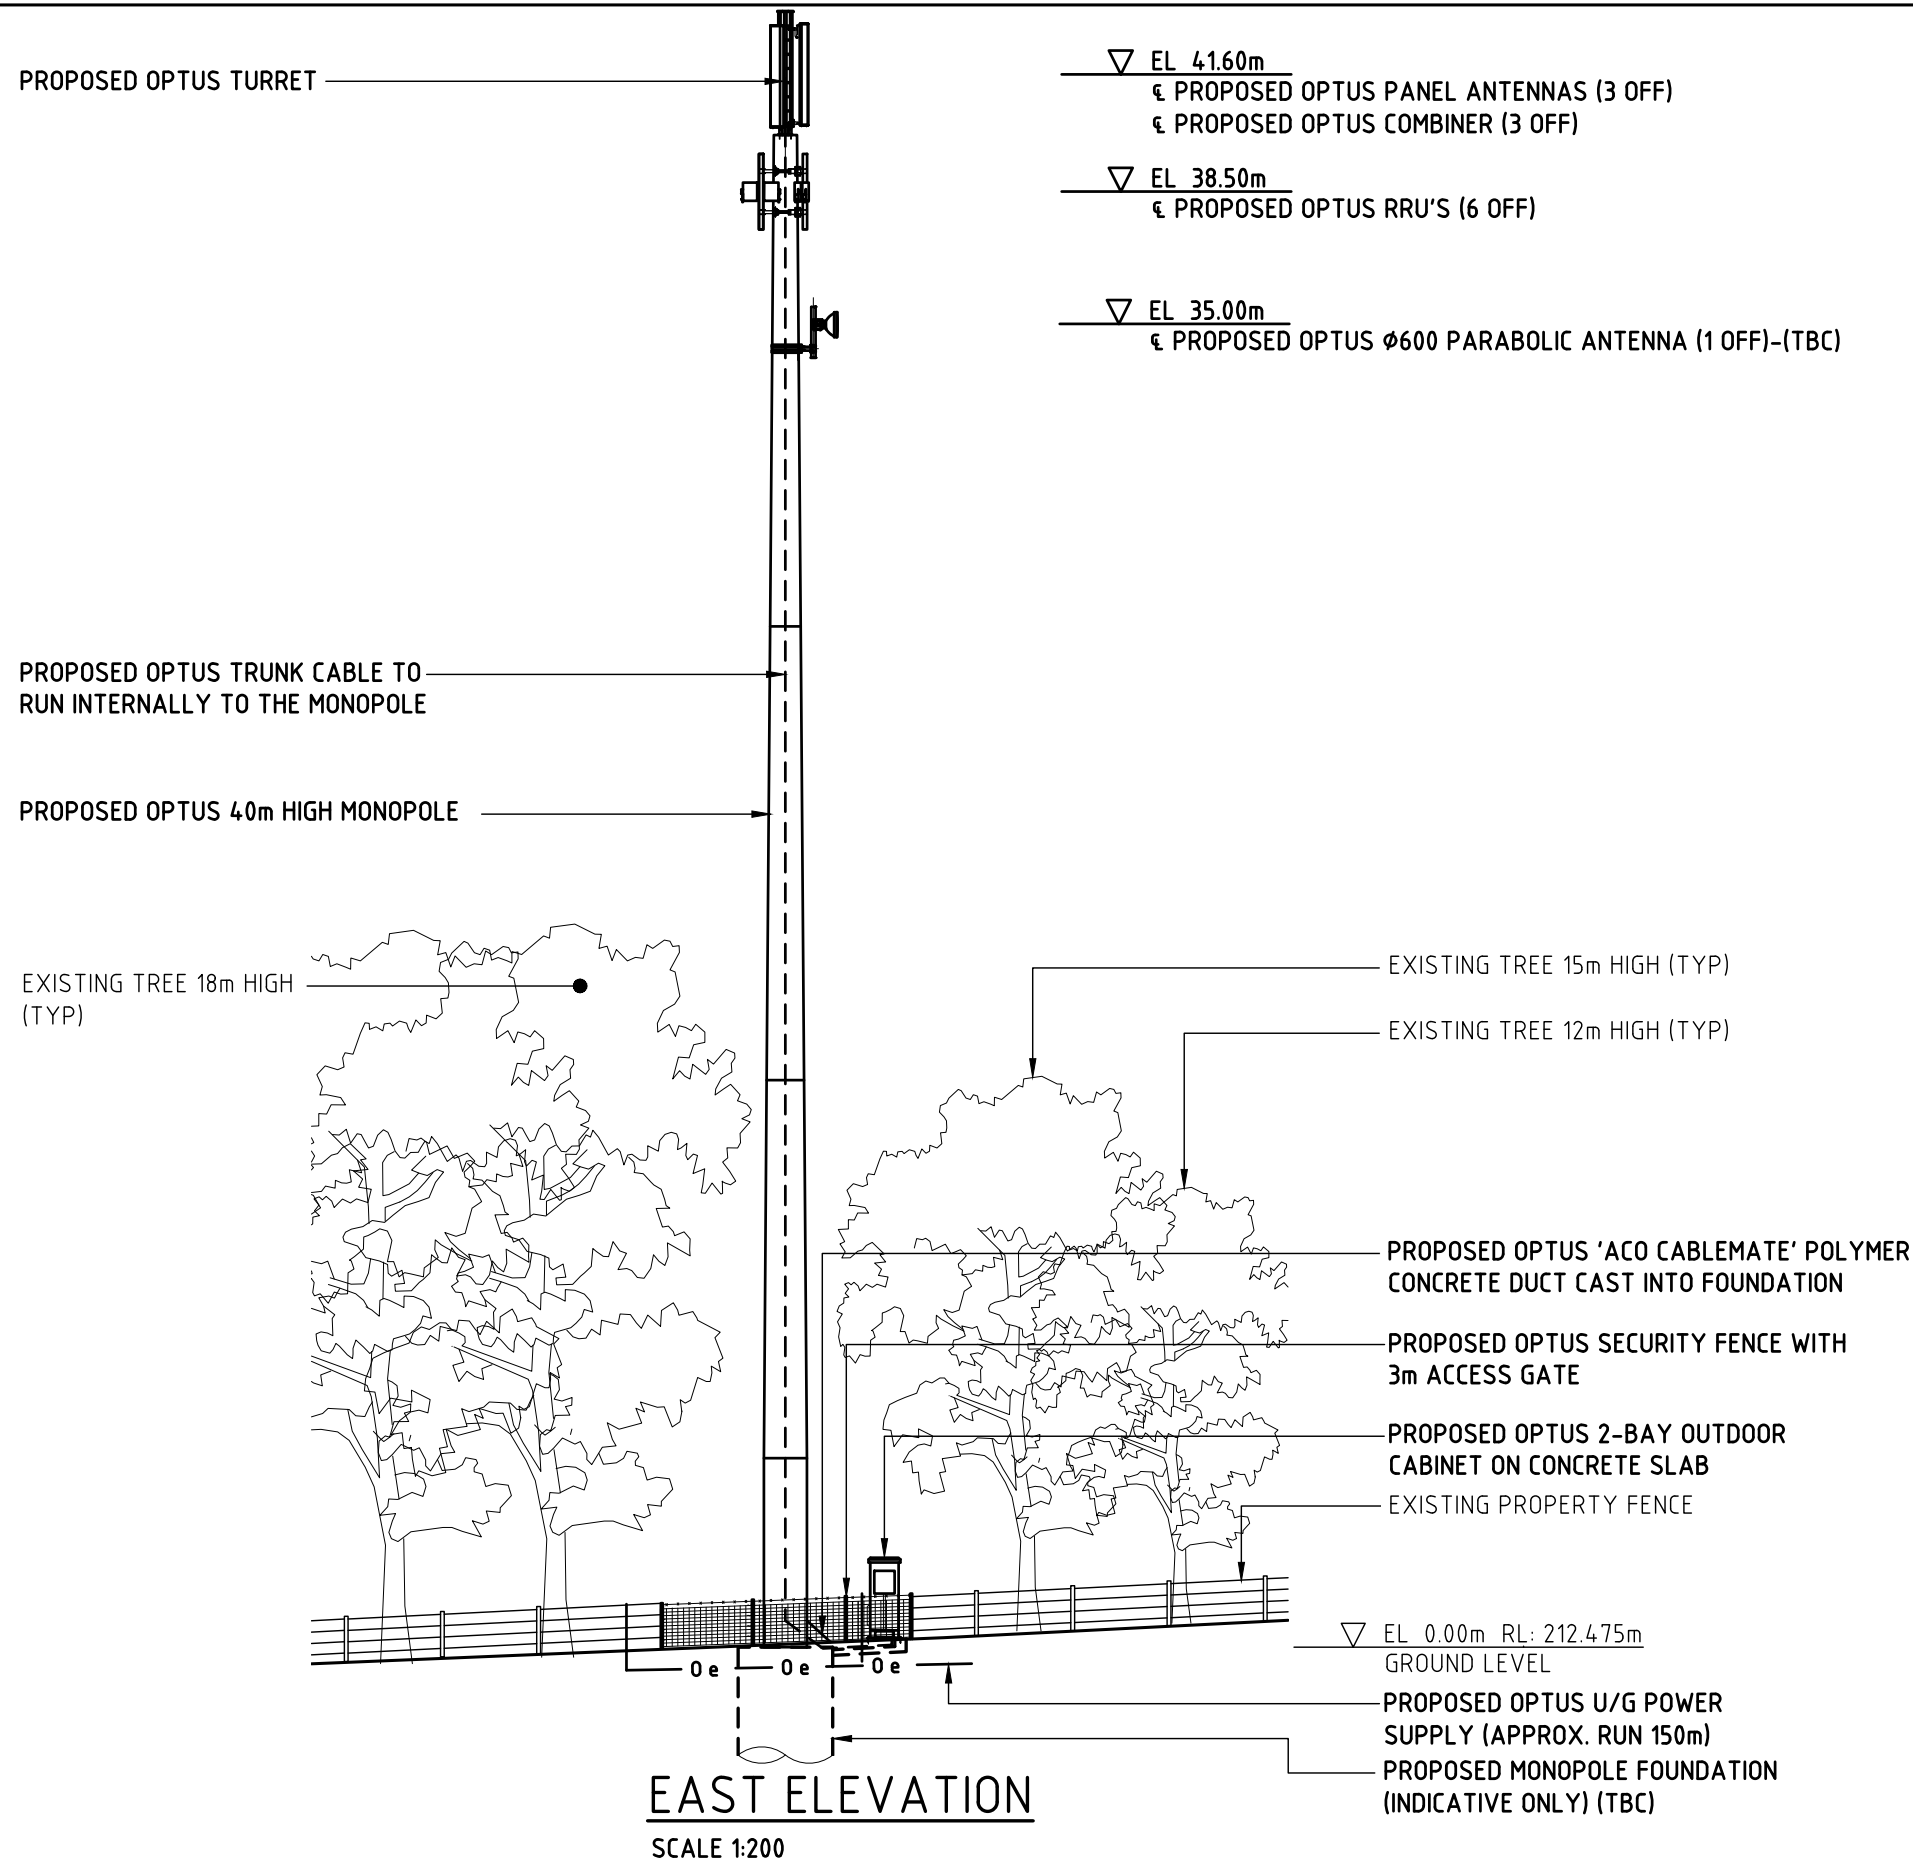 PROPOSED OPTUS TURRET
EL 41.60m
℄ PROPOSED OPTUS PANEL ANTENNAS (3 OFF)
℄ PROPOSED OPTUS COMBINER (3 OFF)
EL 38.50m
℄ PROPOSED OPTUS RRU'S (6 OFF)
EL 35.00m
℄ PROPOSED OPTUS Ø600 PARABOLIC ANTENNA (1 OFF)-(TBC)
PROPOSED OPTUS TRUNK CABLE TO
RUN INTERNALLY TO THE MONOPOLE
PROPOSED OPTUS 40m HIGH MONOPOLE
EXISTING TREE 18m HIGH
(TYP)
EXISTING TREE 15m HIGH (TYP)
EXISTING TREE 12m HIGH (TYP)
PROPOSED OPTUS 'ACO CABLEMATE' POLYMER
CONCRETE DUCT CAST INTO FOUNDATION
PROPOSED OPTUS SECURITY FENCE WITH
3m ACCESS GATE
PROPOSED OPTUS 2-BAY OUTDOOR
CABINET ON CONCRETE SLAB
EXISTING PROPERTY FENCE
EL 0.00m RL: 212.475m
GROUND LEVEL
O e O e O e
PROPOSED OPTUS U/G POWER
SUPPLY (APPROX. RUN 150m)
PROPOSED MONOPOLE FOUNDATION
(INDICATIVE ONLY) (TBC)
EAST ELEVATION
SCALE 1:200